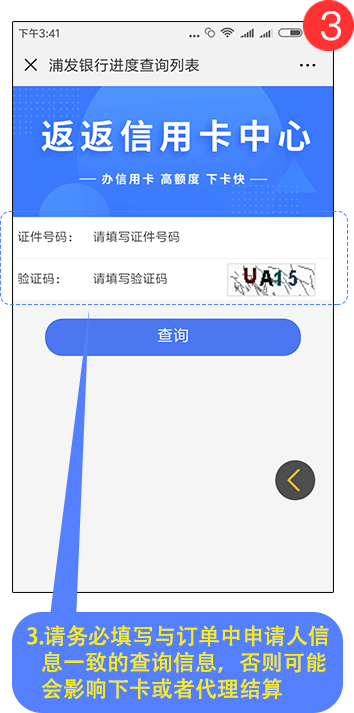 3
下午3:41
浦发银行进度查询列表
返返信用卡中心
办信用卡 高额度 下卡快
证件号码： 请填写证件号码
验证码： 请填写验证码 UA15
查询
3.请务必填写与订单中申请人信
息一致的查询信息，否则可能
会影响下卡或者代理结算